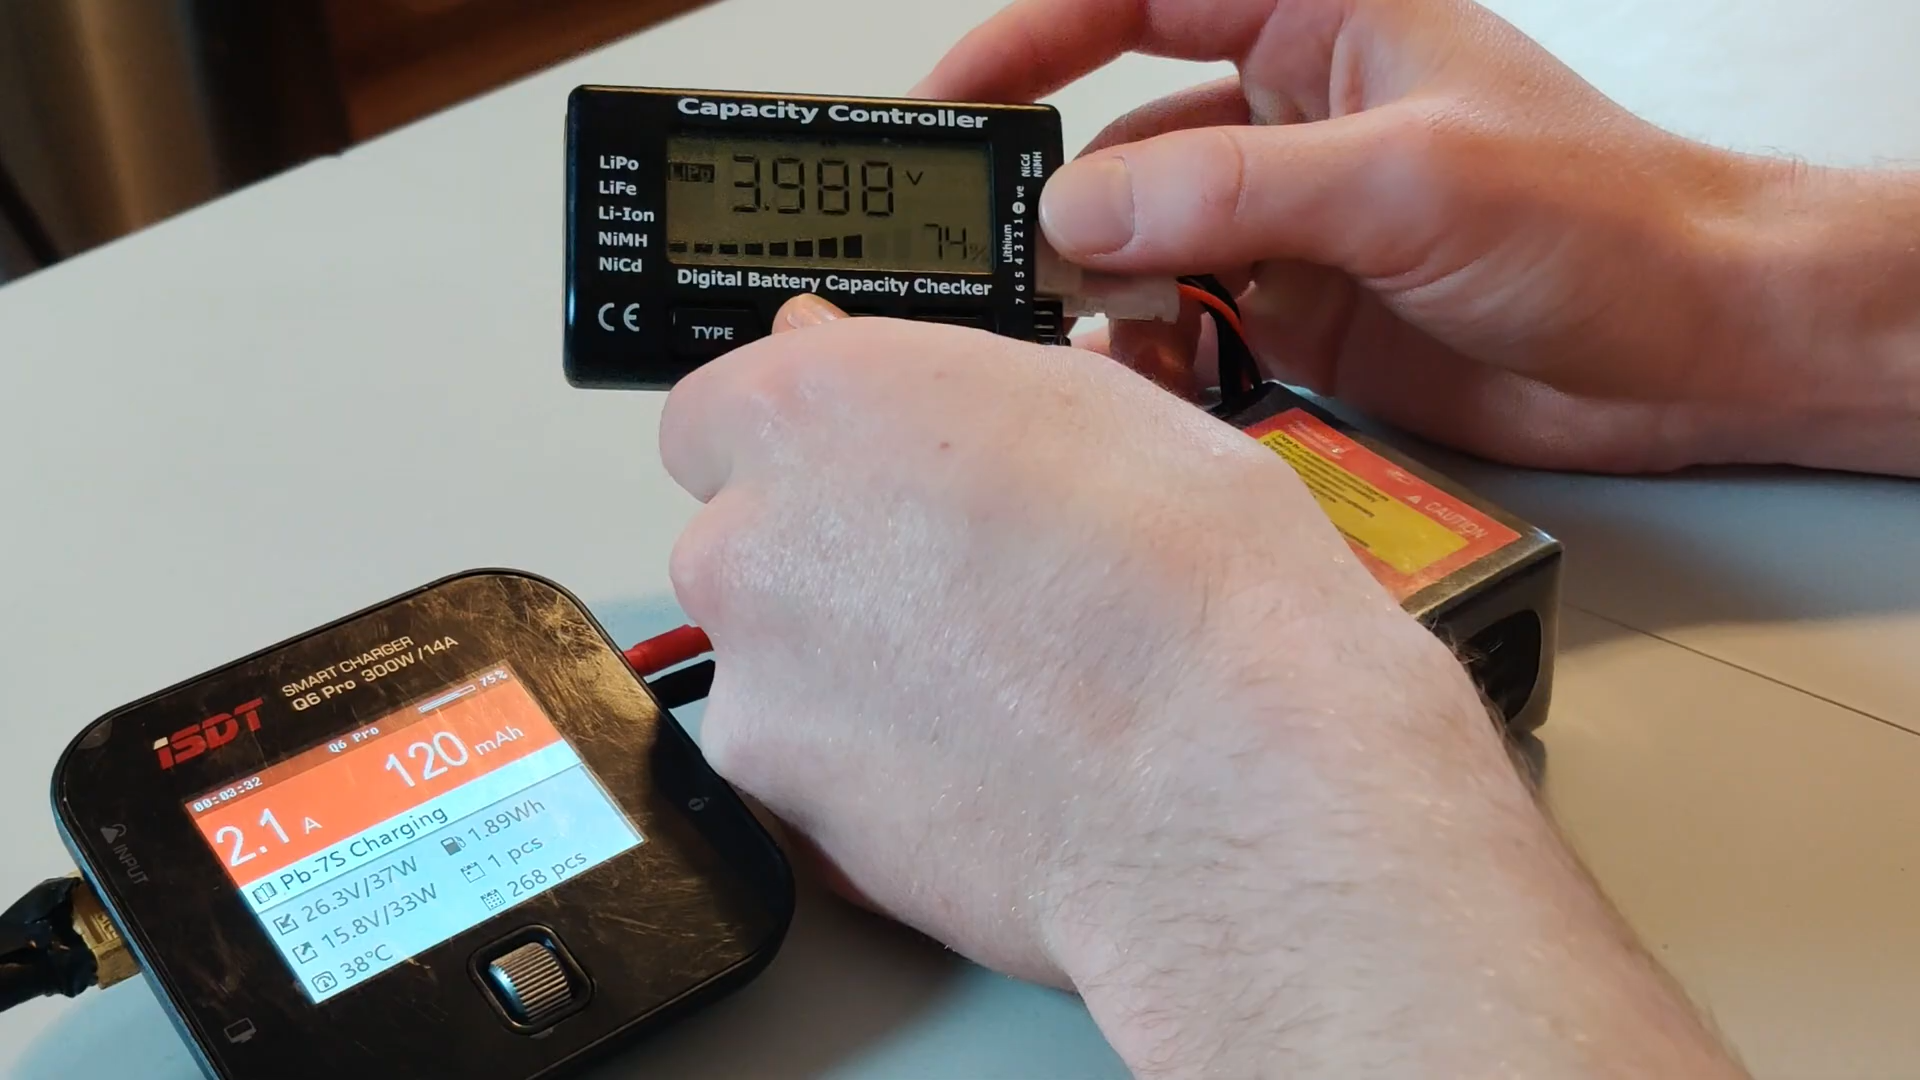 Capacity Controller
LiPo
LiFe
Li-Ion
NiMH
NiCd
LiPo
3.988 V
74%
Digital Battery Capacity Checker
CE
TYPE
NiCd
NiMH
-ve
Lithium
7 6 5 4 3 2 1
CAUTION
SMART CHARGER
Q6 Pro 300W/14A
iSDT
Q6 Pro
75%
00:03:32
2.1 A
120 mAh
Pb-7S Charging
26.3V/37W
1.89Wh
15.8V/33W
1 pcs
38°C
268 pcs
INPUT